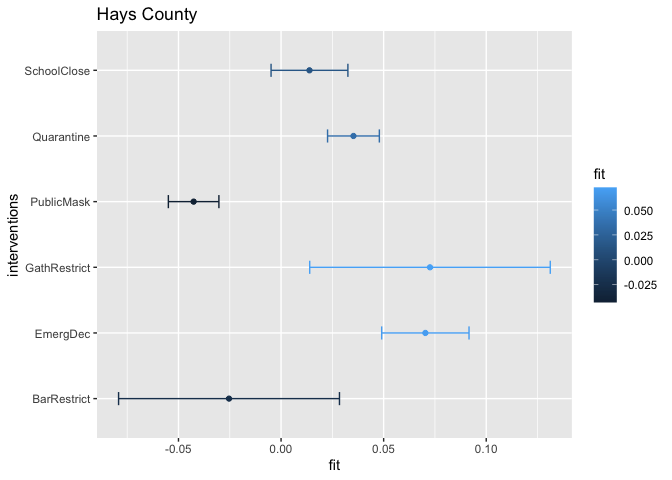 Hays County
SchoolClose
Quarantine
PublicMask
GathRestrict
EmergDec
BarRestrict
interventions
-0.05
0.00
0.05
0.10
fit
fit
0.050
0.025
0.000
-0.025